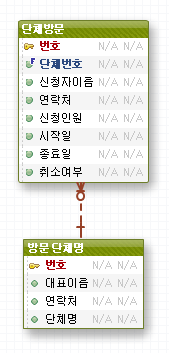 단체방문
번호 N/A N/A
단체번호 N/A N/A
신청자이름 N/A N/A
연락처 N/A N/A
신청인원 N/A N/A
시작일 N/A N/A
종료일 N/A N/A
취소여부 N/A N/A
방문 단체명
번호 N/A N/A
대표이름 N/A N/A
연락처 N/A N/A
단체명 N/A N/A